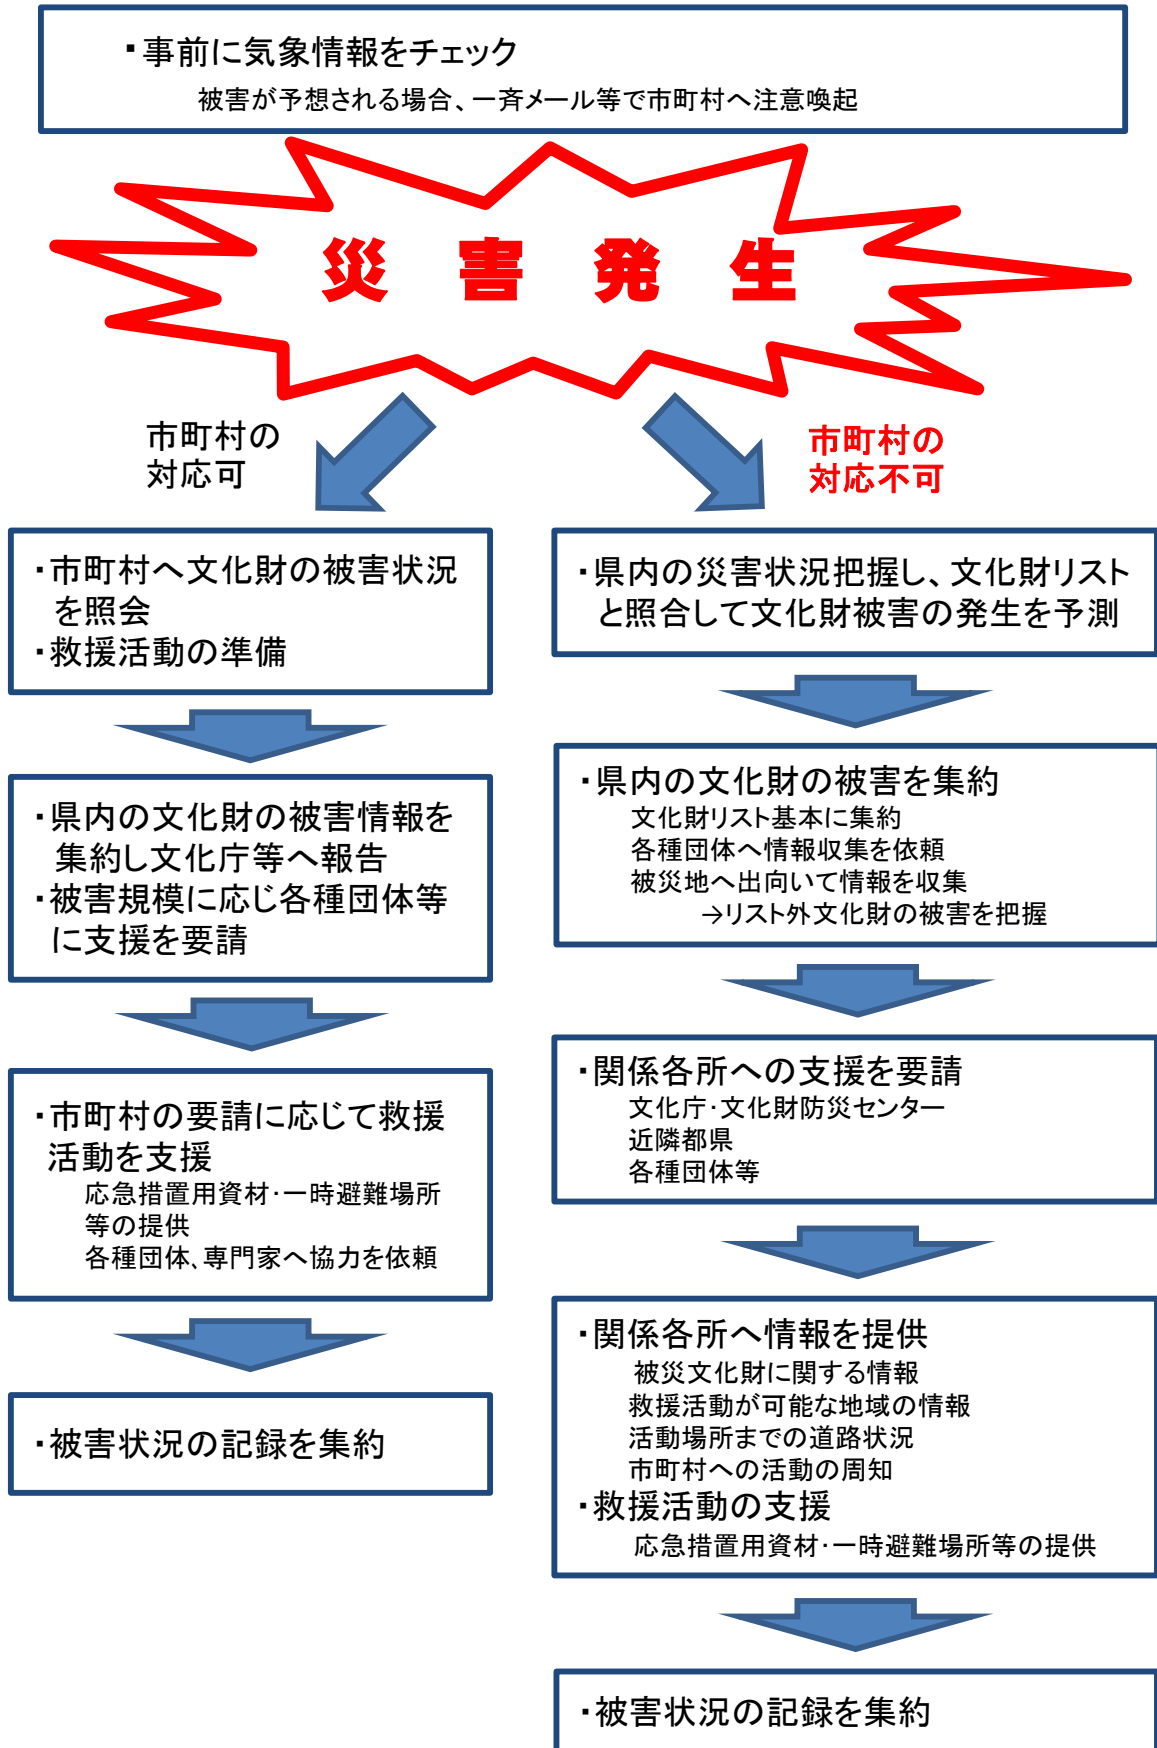 ・事前に気象情報をチェック
被害が予想される場合、一斉メール等で市町村へ注意喚起
災害発生
市町村の
対応可
・市町村へ文化財の被害状況
を照会
・救援活動の準備
・県内の文化財の被害情報を
集約し文化庁等へ報告
・被害規模に応じ各種団体等
に支援を要請
・市町村の要請に応じて救援
活動を支援
応急措置用資材・一時避難場所
等の提供
各種団体、専門家へ協力を依頼
・被害状況の記録を集約
市町村の
対応不可
・県内の災害状況把握し、文化財リスト
と照合して文化財被害の発生を予測
・県内の文化財の被害を集約
文化財リスト基本に集約
各種団体へ情報収集を依頼
被災地へ出向いて情報を収集
→リスト外文化財の被害を把握
・関係各所への支援を要請
文化庁・文化財防災センター
近隣都県
各種団体等
・関係各所へ情報を提供
被災文化財に関する情報
救援活動が可能な地域の情報
活動場所までの道路状況
市町村への活動の周知
・救援活動の支援
応急措置用資材・一時避難場所等の提供
・被害状況の記録を集約